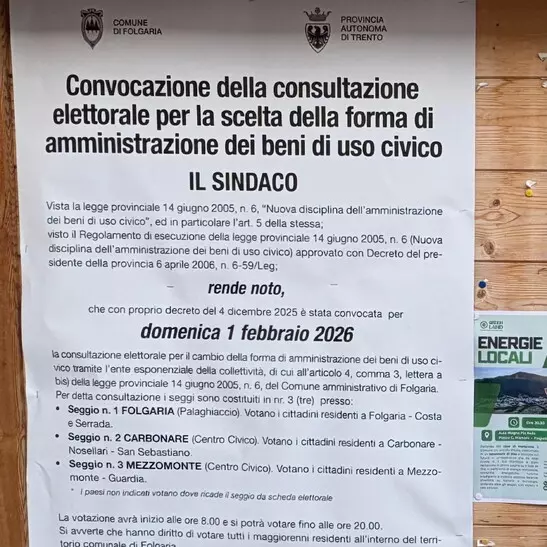 COMUNE
DI FOLGARIA
PROVINCIA
AUTONOMA
DI TRENTO
Convocazione della consultazione
elettorale per la scelta della forma di
amministrazione dei beni di uso civico
IL SINDACO
Vista la legge provinciale 14 giugno 2005, n. 6, "Nuova disciplina dell'amministrazione
dei beni di uso civico", ed in particolare l'art. 5 della stessa;
visto il Regolamento di esecuzione della legge provinciale 14 giugno 2005, n. 6 (Nuova
disciplina dell'amministrazione dei beni di uso civico) approvato con Decreto del pre-
sidente della provincia 6 aprile 2006, n. 6-59/Leg;
rende noto,
che con proprio decreto del 4 dicembre 2025 è stata convocata per
domenica 1 febbraio 2026
la consultazione elettorale per il cambio della forma di amministrazione dei beni di uso ci-
vico tramite l'ente esponenziale della collettività, di cui all'articolo 4, comma 3, lettera a
bis) della legge provinciale 14 giugno 2005, n. 6, del Comune amministrativo di Folgaria.
Per detta consultazione i seggi sono costituiti in nr. 3 (tre) presso:
• Seggio n. 1 FOLGARIA (Palaghiaccio). Votano i cittadini residenti a Folgaria - Costa
e Serrada.
• Seggio n. 2 CARBONARE (Centro Civico). Votano i cittadini residenti a Carbonare -
Nosellari - San Sebastiano.
• Seggio n. 3 MEZZOMONTE (Centro Civico). Votano i cittadini residenti a Mezzo-
monte - Guardia.
* i paesi non indicati votano dove ricade il seggio da scheda elettorale
La votazione avrà inizio alle ore 8.00 e si potrà votare fino alle ore 20.00.
Si avverte che hanno diritto di votare tutti i maggiorenni residenti all'interno del terri-
torio comunale di Folgaria.
GREEN
LAND
ENERGIE
LOCALI
Ore 20.30